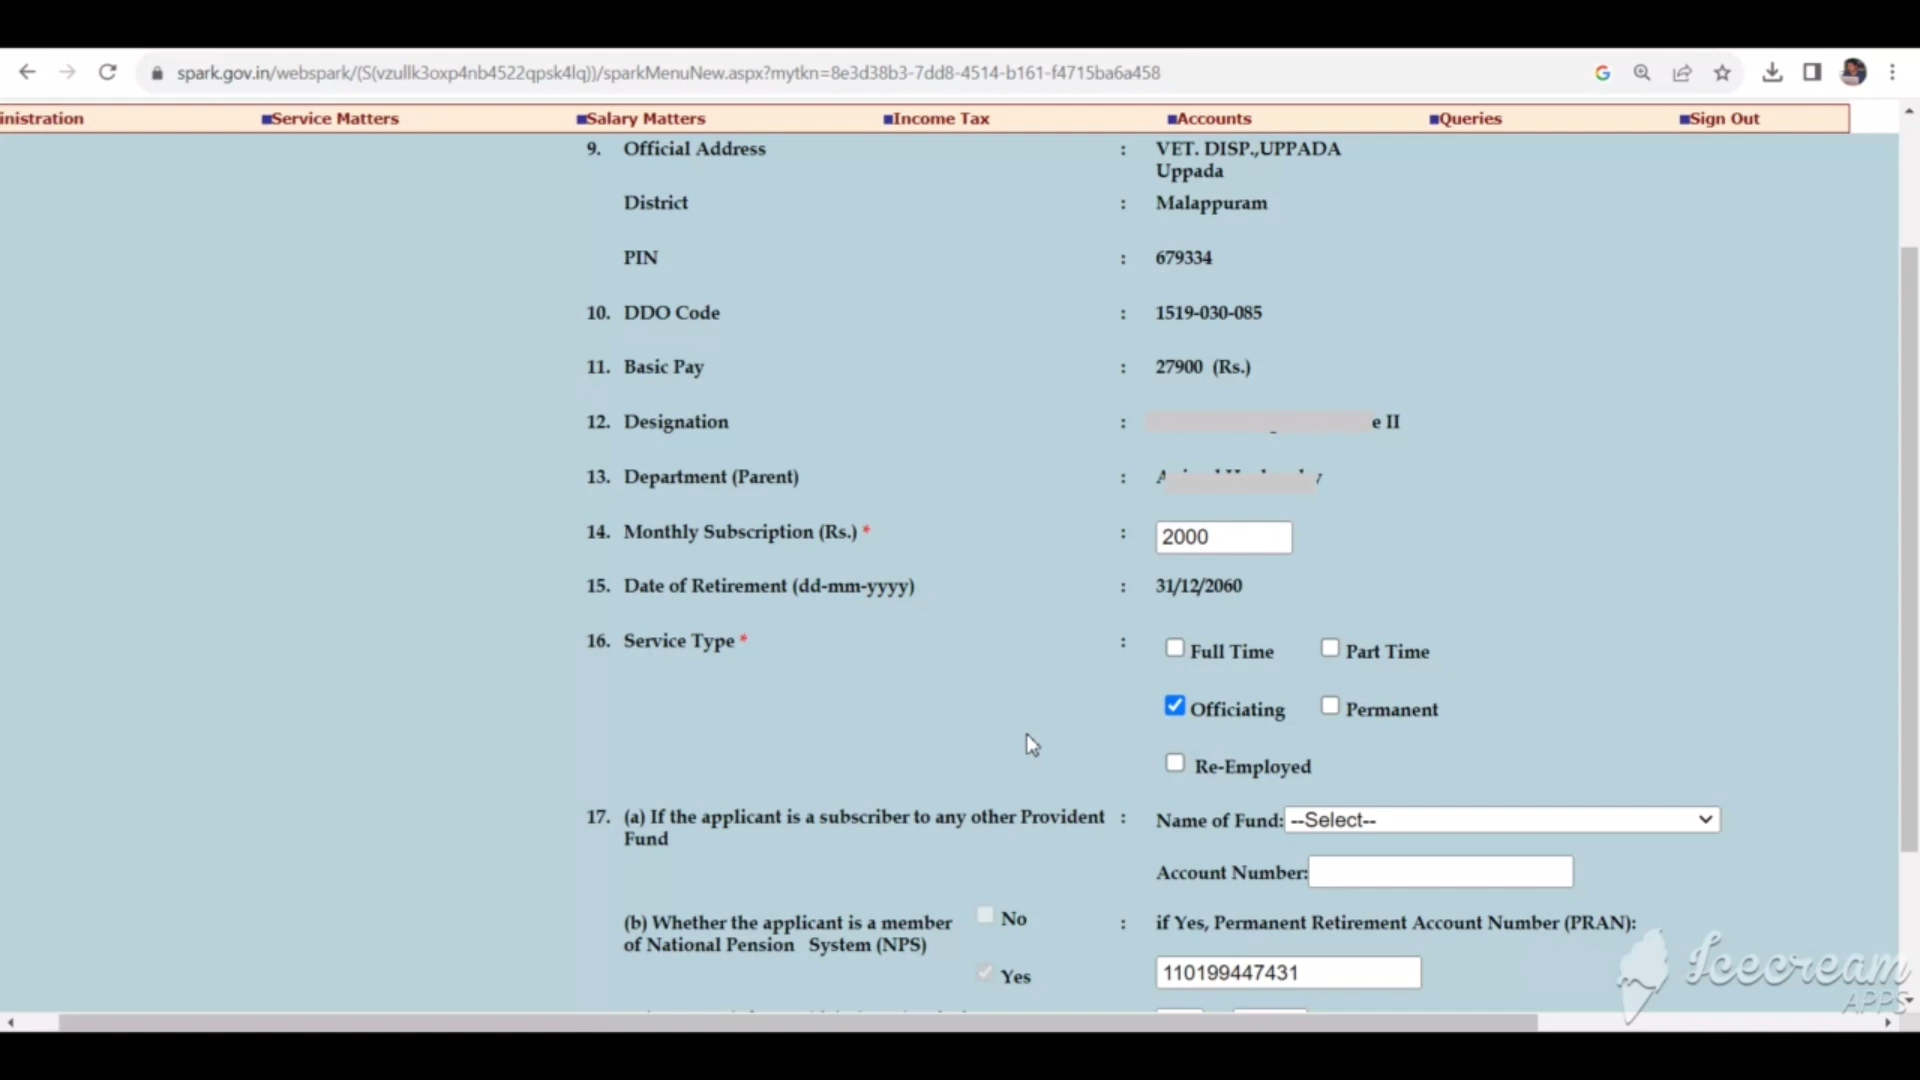 spark.gov.in/webspark/(S(vzullk3oxp4nb4522qpsk4lq))/sparkMenuNew.aspx?mytkn=8e3d38b3-7dd8-4514-b161-f4715ba6a458
inistration Service Matters Salary Matters Income Tax Accounts Queries Sign Out
9. Official Address : VET. DISP.,UPPADA
Uppada
District : Malappuram
PIN : 679334
10. DDO Code : 1519-030-085
11. Basic Pay : 27900 (Rs.)
12. Designation : e II
13. Department (Parent) :
14. Monthly Subscription (Rs.) * : 2000
15. Date of Retirement (dd-mm-yyyy) : 31/12/2060
16. Service Type * : Full Time Part Time
Officiating Permanent
Re-Employed
17. (a) If the applicant is a subscriber to any other Provident : Name of Fund: --Select--
Fund
Account Number:
(b) Whether the applicant is a member No : if Yes, Permanent Retirement Account Number (PRAN):
of National Pension System (NPS)
Yes 110199447431
Icecream
APPS